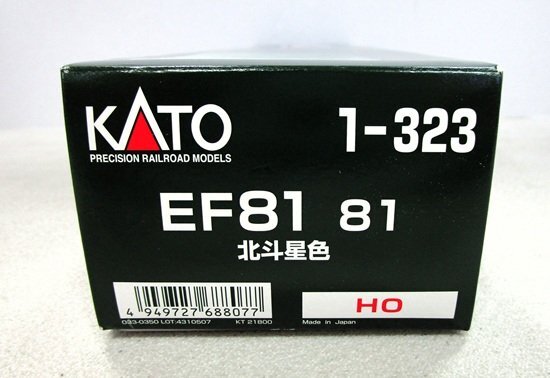 KATO
PRECISION RAILROAD MODELS
1-323
EF81 81
北斗星色
4 949727 688077
033-0350 LOT:4310507 KT 21800
HO
Made in Japan